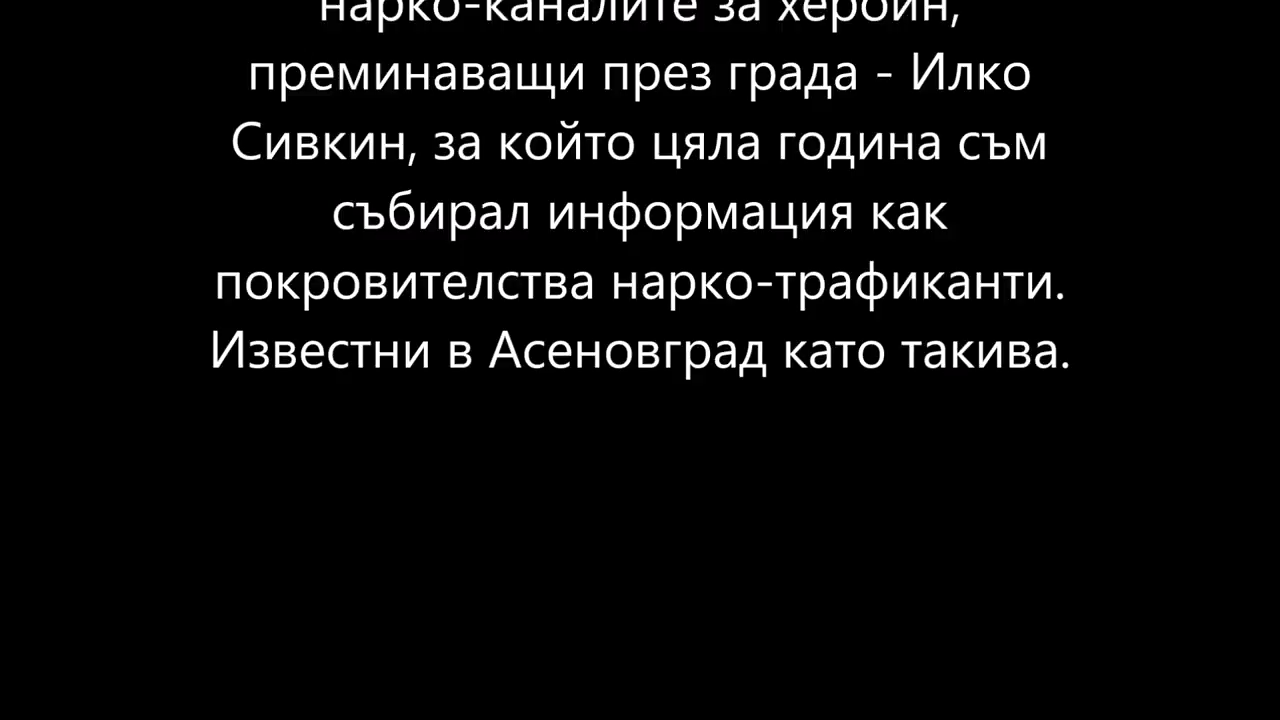 нарко-каналите за хероин,
преминаващи през града - Илко
Сивкин, за който цяла година съм
събирал информация как
покровителства нарко-трафиканти.
Известни в Асеновград като такива.